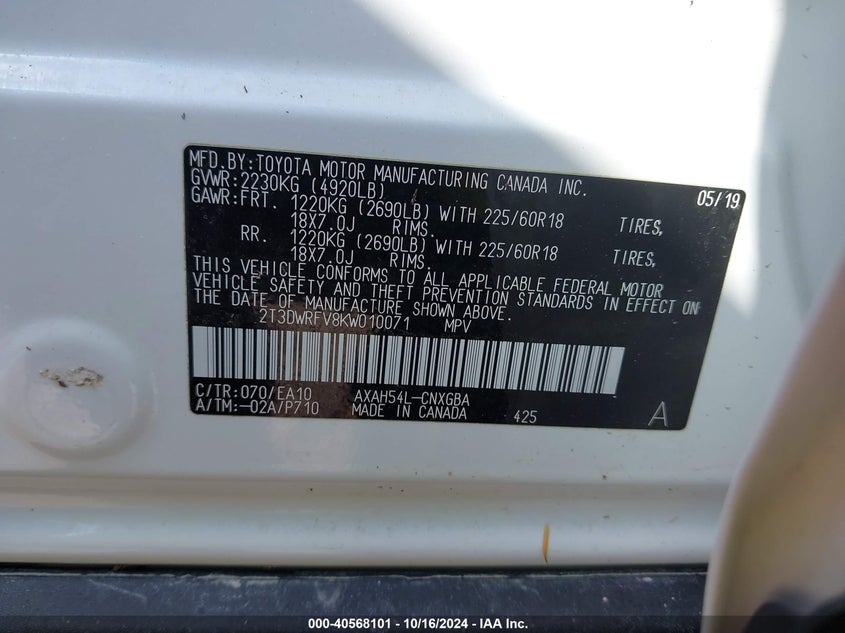 MFD.BY:TOYOTA MOTOR MANUFACTURING CANADA INC.
GVWR:2230KG (4920LB) 05/19
GAWR:FRT. 1220KG (2690LB) WITH 225/60R18 TIRES,
18X7.0J RIMS.
RR. 1220KG (2690LB) WITH 225/60R18 TIRES,
18X7.0J RIMS.
THIS VEHICLE CONFORMS TO ALL APPLICABLE FEDERAL MOTOR
VEHICLE SAFETY AND THEFT PREVENTION STANDARDS IN EFFECT ON
THE DATE OF MANUFACTURE SHOWN ABOVE.
2T3DWRFV8KW010071 MPV
C/TR:070/EA10 AXAH54L-CNXGBA
A/TM:-02A/P710 MADE IN CANADA 425 A
000-40568101 | 10/16/2024 | IAA Inc.